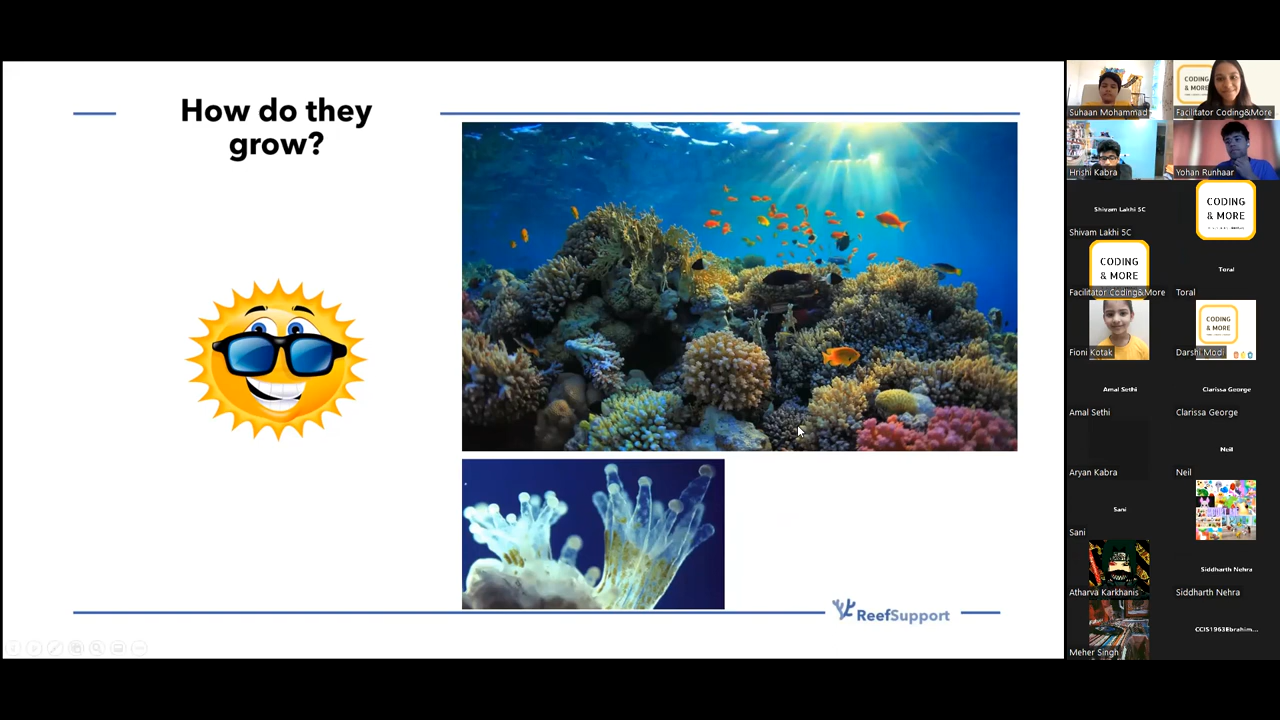 How do they
grow?
ReefSupport
Suhaan Mohammad
CODING
& MORE
Facilitator Coding&More
Hrishi Kabra
Yohan Runhaar
Shivam Lakhi 5C
Shivam Lakhi 5C
CODING
& MORE
CODING
& MORE
Facilitator Coding&More
Toral
Toral
Fioni Kotak
CODING
& MORE
Darshi Modi
Amal Sethi
Amal Sethi
Clarissa George
Clarissa George
Aryan Kabra
Neil
Neil
Sani
Sani
Atharva Karkhanis
Siddharth Nehra
Siddharth Nehra
Meher Singh
CCIS1963Ebrahim...